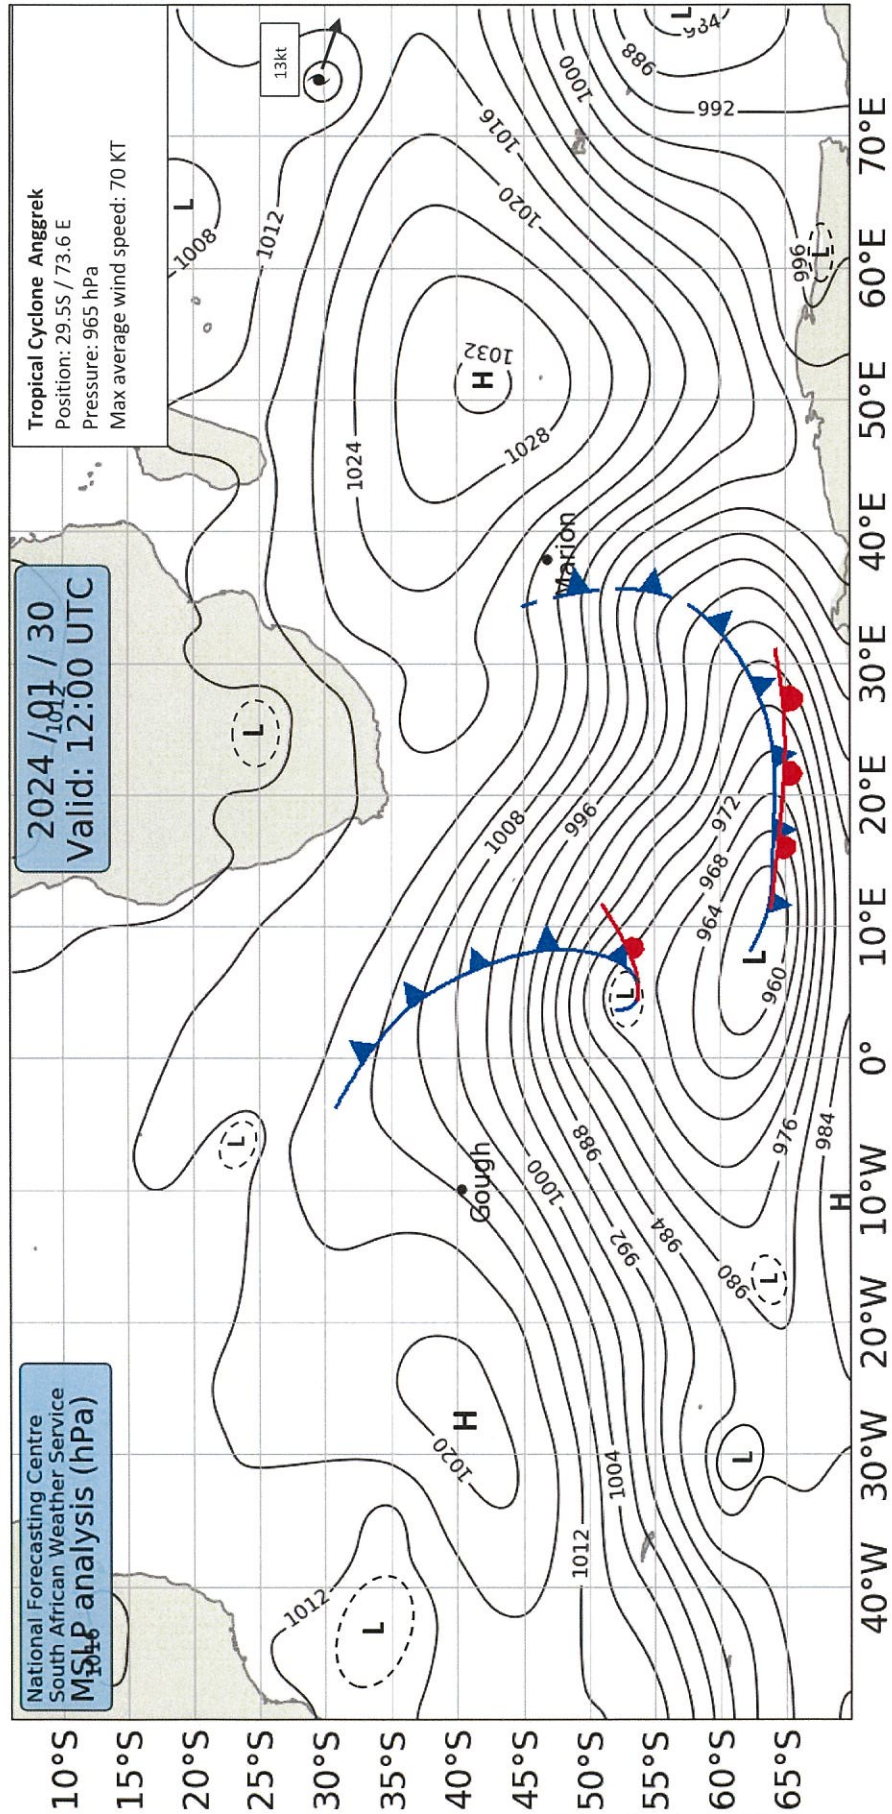 National Forecasting Centre
South African Weather Service
MSLP analysis (hPa)
1016
2024 / 01 / 30
1012
Valid: 12:00 UTC
Tropical Cyclone Anggrek
Position: 29.5S / 73.6 E
Pressure: 965 hPa
Max average wind speed: 70 KT
13kt
L
1008
1012
L
L
1012
L
1024
1032
H
1028
1016
1020
1000
988
984
L
992
996
L
Marion
H
1020
Gough
1008
996
972
968
964
L
960
L
1012
1004
1000
992
988
984
980
L
976
984
H
L
10°S
15°S
20°S
25°S
30°S
35°S
40°S
45°S
50°S
55°S
60°S
65°S
40°W
30°W
20°W
10°W
0°
10°E
20°E
30°E
40°E
50°E
60°E
70°E